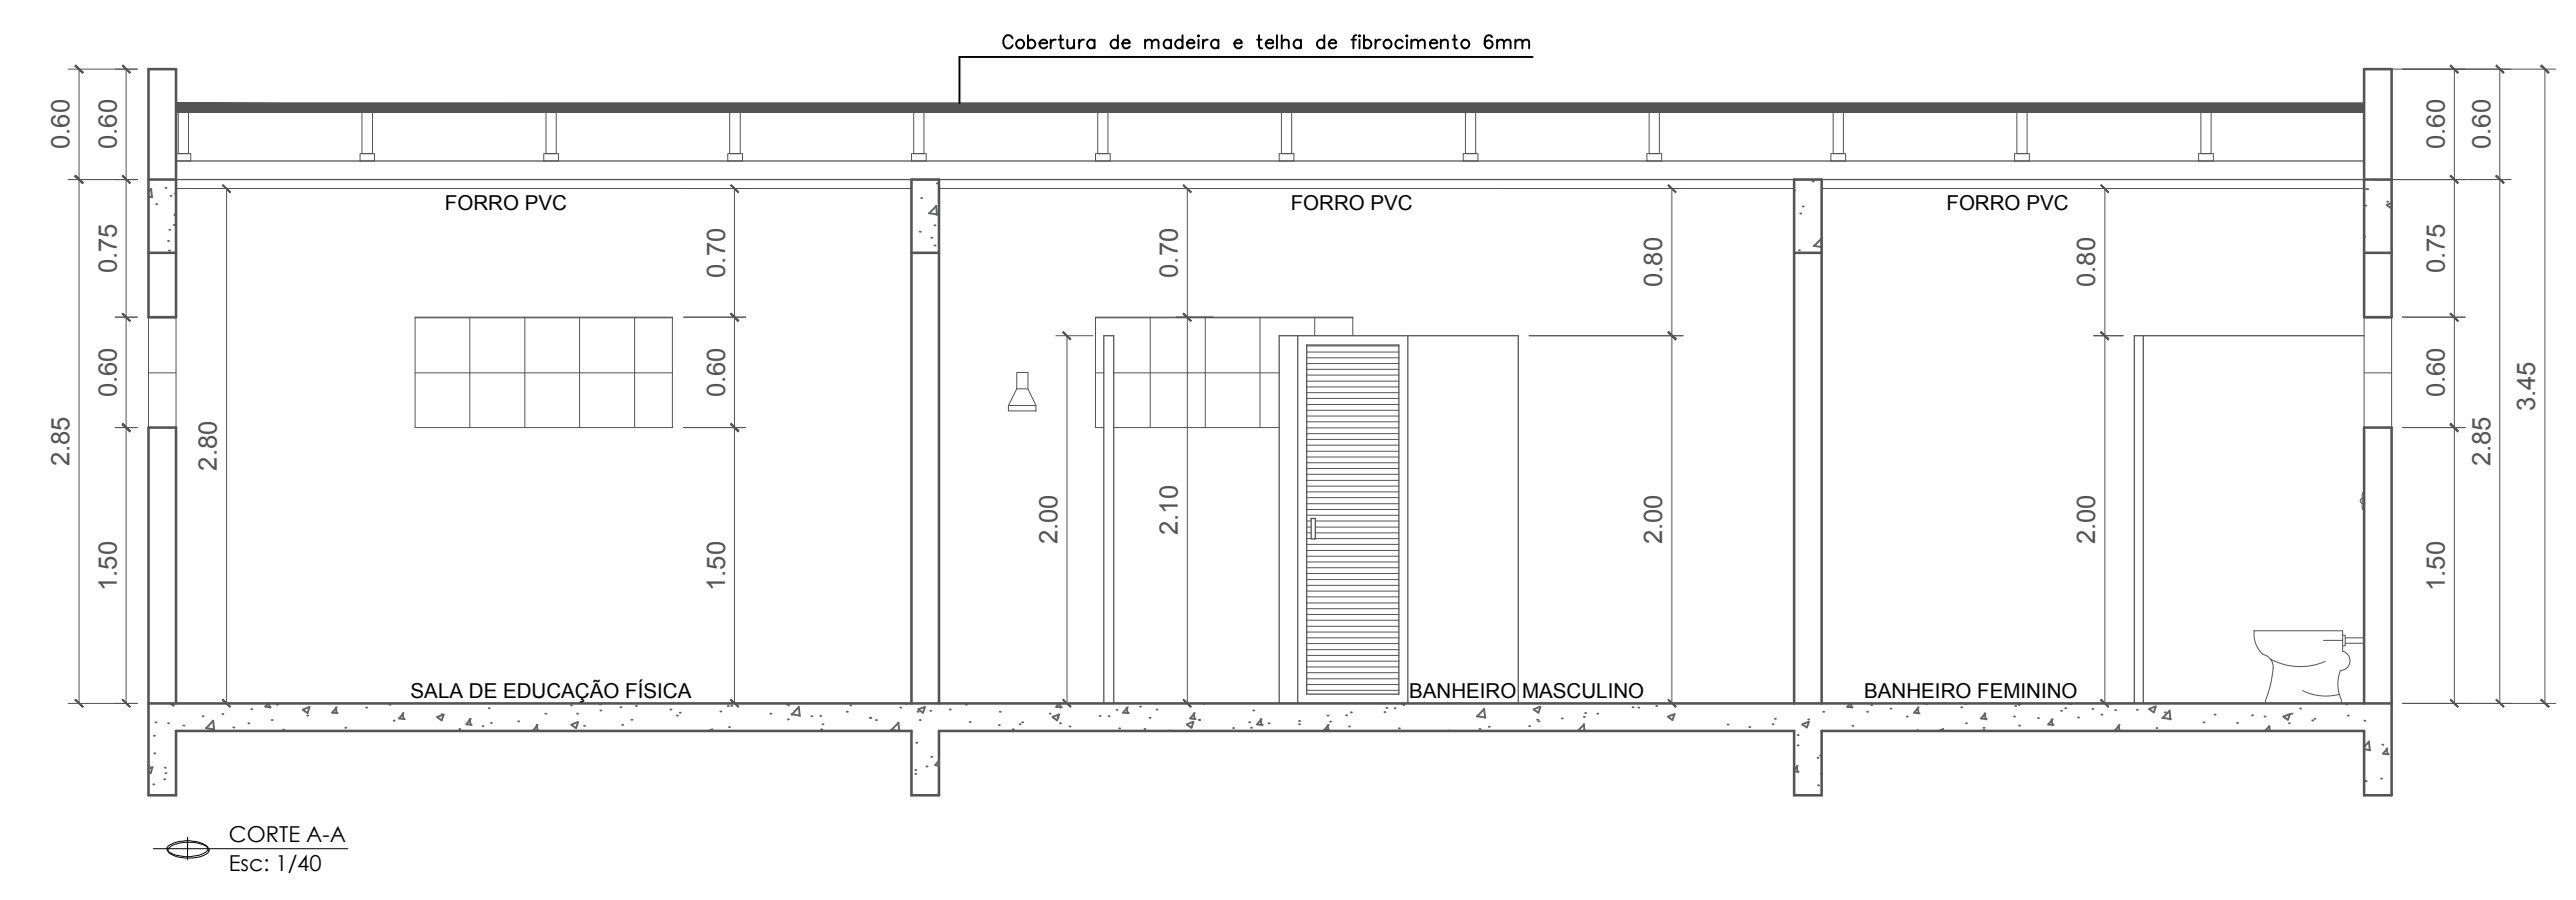 Cobertura de madeira e telha de fibrocimento 6mm
0.60
0.60
0.60
0.60
FORRO PVC
FORRO PVC
FORRO PVC
0.75
0.70
0.70
0.80
0.80
0.75
0.60
0.60
0.60
3.45
2.85
2.80
2.85
1.50
1.50
2.00
2.10
2.00
2.00
1.50
SALA DE EDUCAÇÃO FÍSICA
BANHEIRO MASCULINO
BANHEIRO FEMININO
CORTE A-A
Esc: 1/40